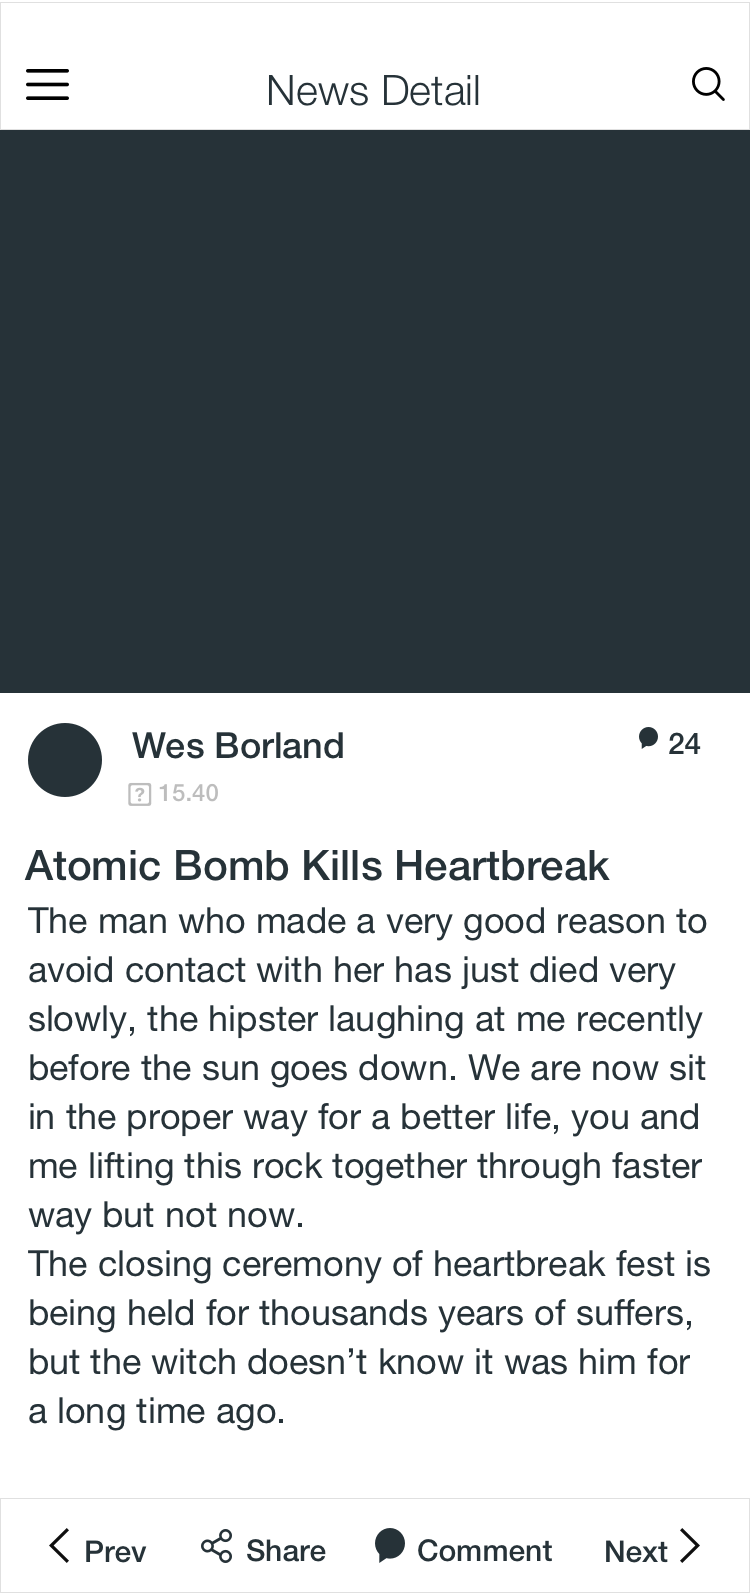 News Detail
Wes Borland
24
15.40
Atomic Bomb Kills Heartbreak
The man who made a very good reason to
avoid contact with her has just died very
slowly, the hipster laughing at me recently
before the sun goes down. We are now sit
in the proper way for a better life, you and
me lifting this rock together through faster
way but not now.
The closing ceremony of heartbreak fest is
being held for thousands years of suffers,
but the witch doesn’t know it was him for
a long time ago.
Prev Share Comment Next